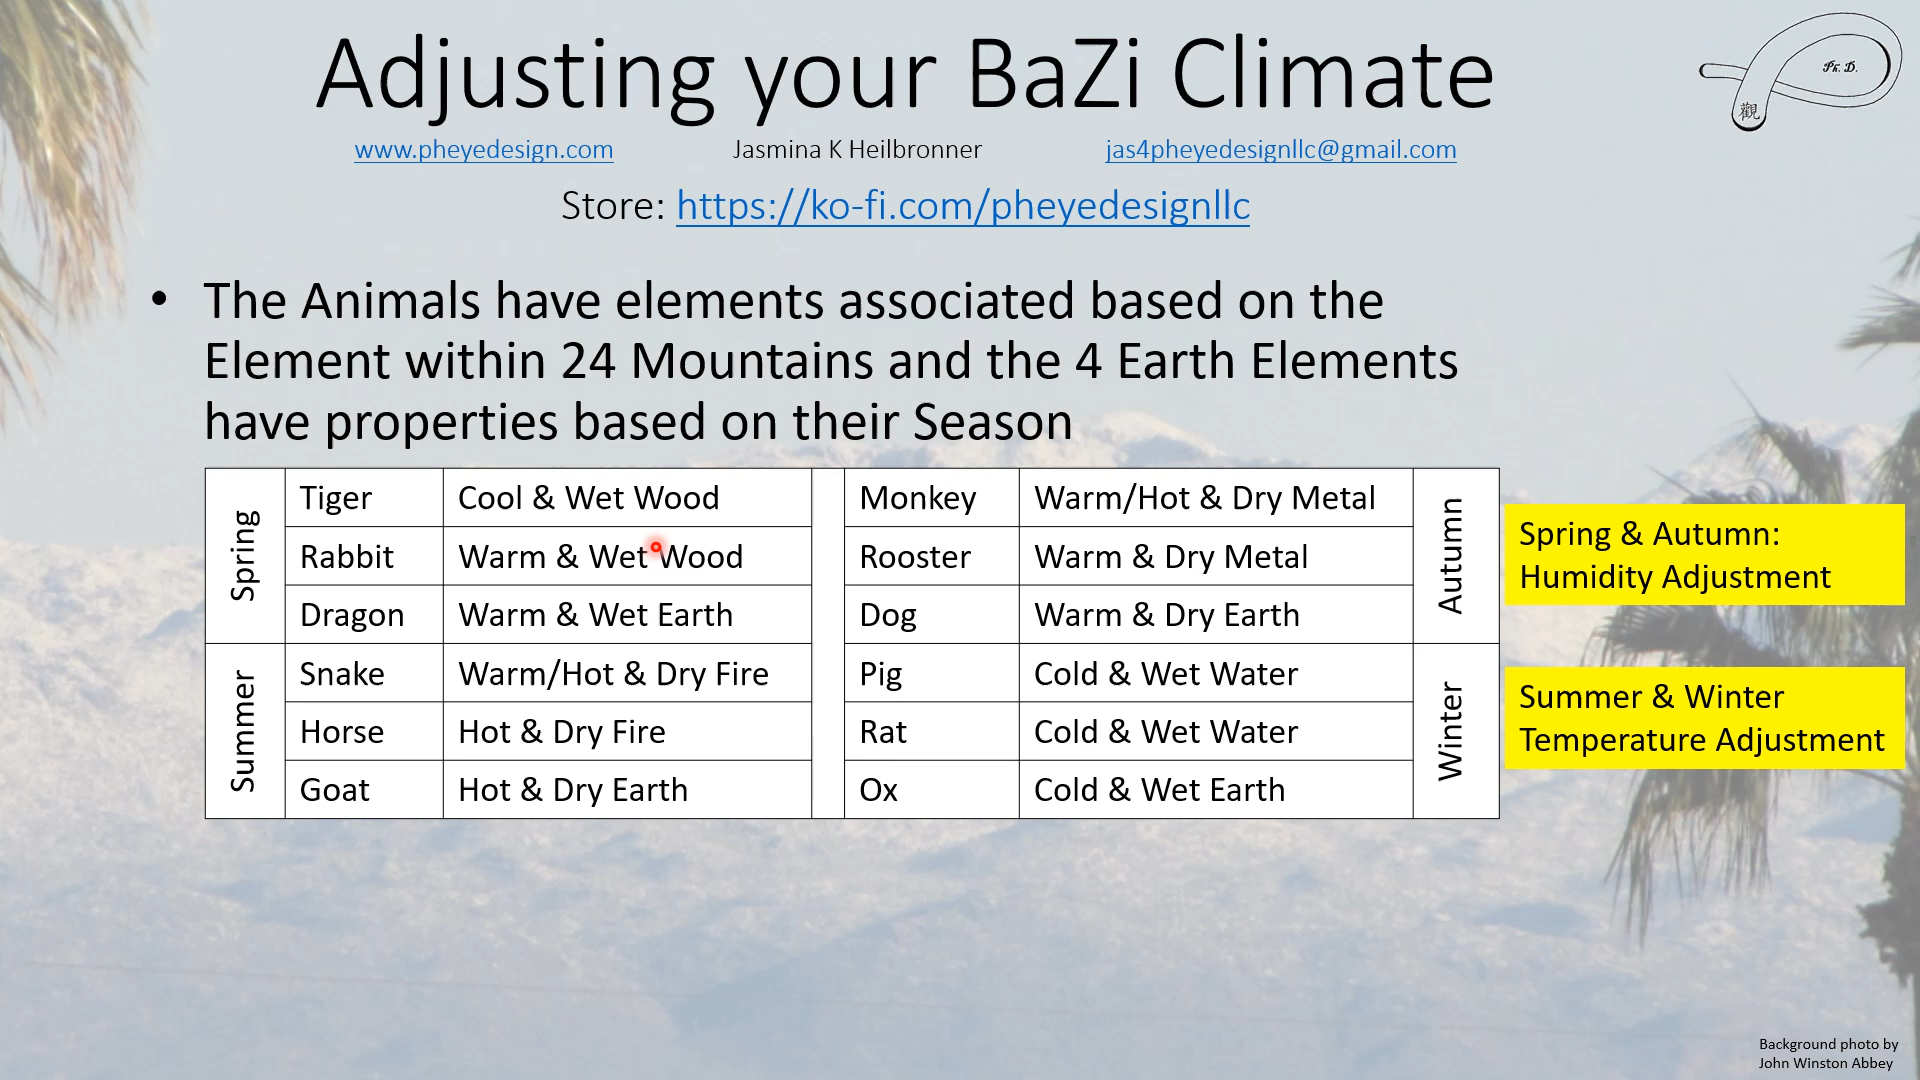 Adjusting your BaZi Climate
Ph. D.
觀
www.pheyedesign.com Jasmina K Heilbronner jas4pheyedesignllc@gmail.com
Store: https://ko-fi.com/pheyedesignllc
• The Animals have elements associated based on the
Element within 24 Mountains and the 4 Earth Elements
have properties based on their Season
Spring
Tiger Cool & Wet Wood
Rabbit Warm & Wet Wood
Dragon Warm & Wet Earth
Summer
Snake Warm/Hot & Dry Fire
Horse Hot & Dry Fire
Goat Hot & Dry Earth
Monkey Warm/Hot & Dry Metal
Rooster Warm & Dry Metal
Dog Warm & Dry Earth
Autumn
Pig Cold & Wet Water
Rat Cold & Wet Water
Ox Cold & Wet Earth
Winter
Spring & Autumn:
Humidity Adjustment
Summer & Winter
Temperature Adjustment
Background photo by
John Winston Abbey